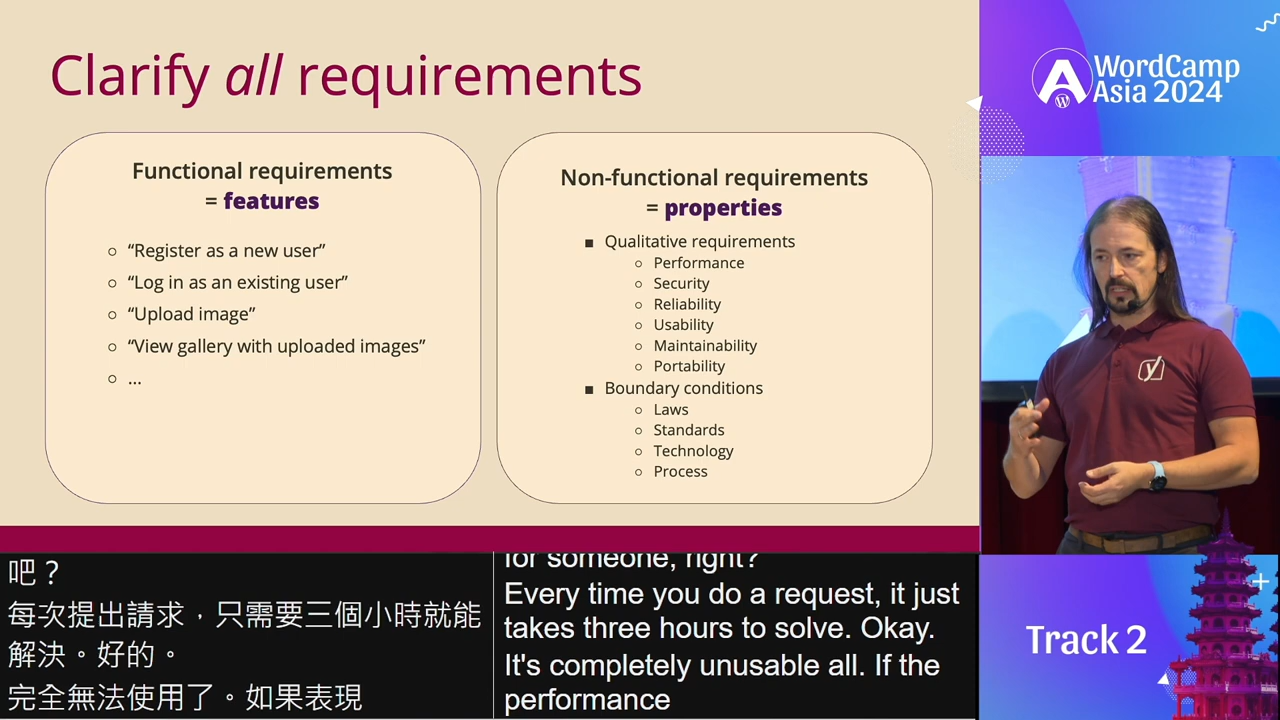 Clarify all requirements
Functional requirements
= features
“Register as a new user”
“Log in as an existing user”
“Upload image”
“View gallery with uploaded images”
...
Non-functional requirements
= properties
Qualitative requirements
Performance
Security
Reliability
Usability
Maintainability
Portability
Boundary conditions
Laws
Standards
Technology
Process
WordCamp
Asia 2024
y
吧？
每次提出請求，只需要三個小時就能
解決。好的。
完全無法使用了。如果表現
for someone, right?
Every time you do a request, it just
takes three hours to solve. Okay.
It's completely unusable all. If the
performance
Track 2